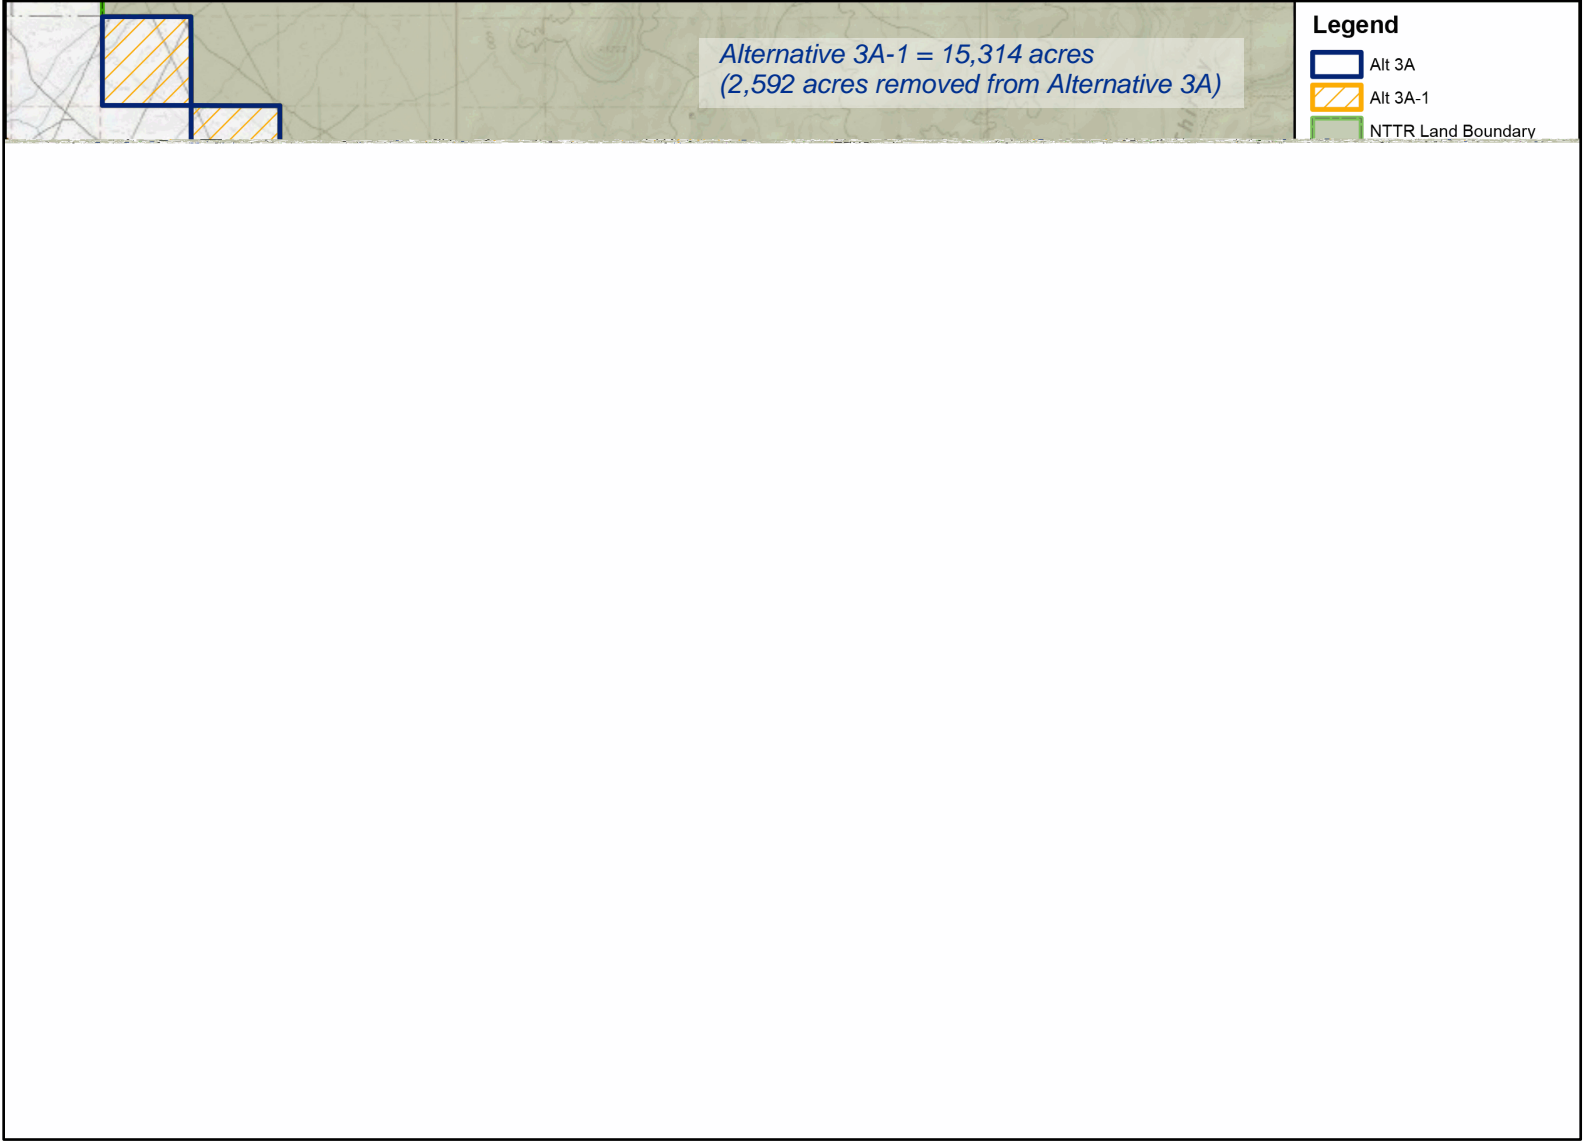 Alternative 3A-1 = 15,314 acres
(2,592 acres removed from Alternative 3A)
Legend
Alt 3A
Alt 3A-1
NTTR Land Boundary